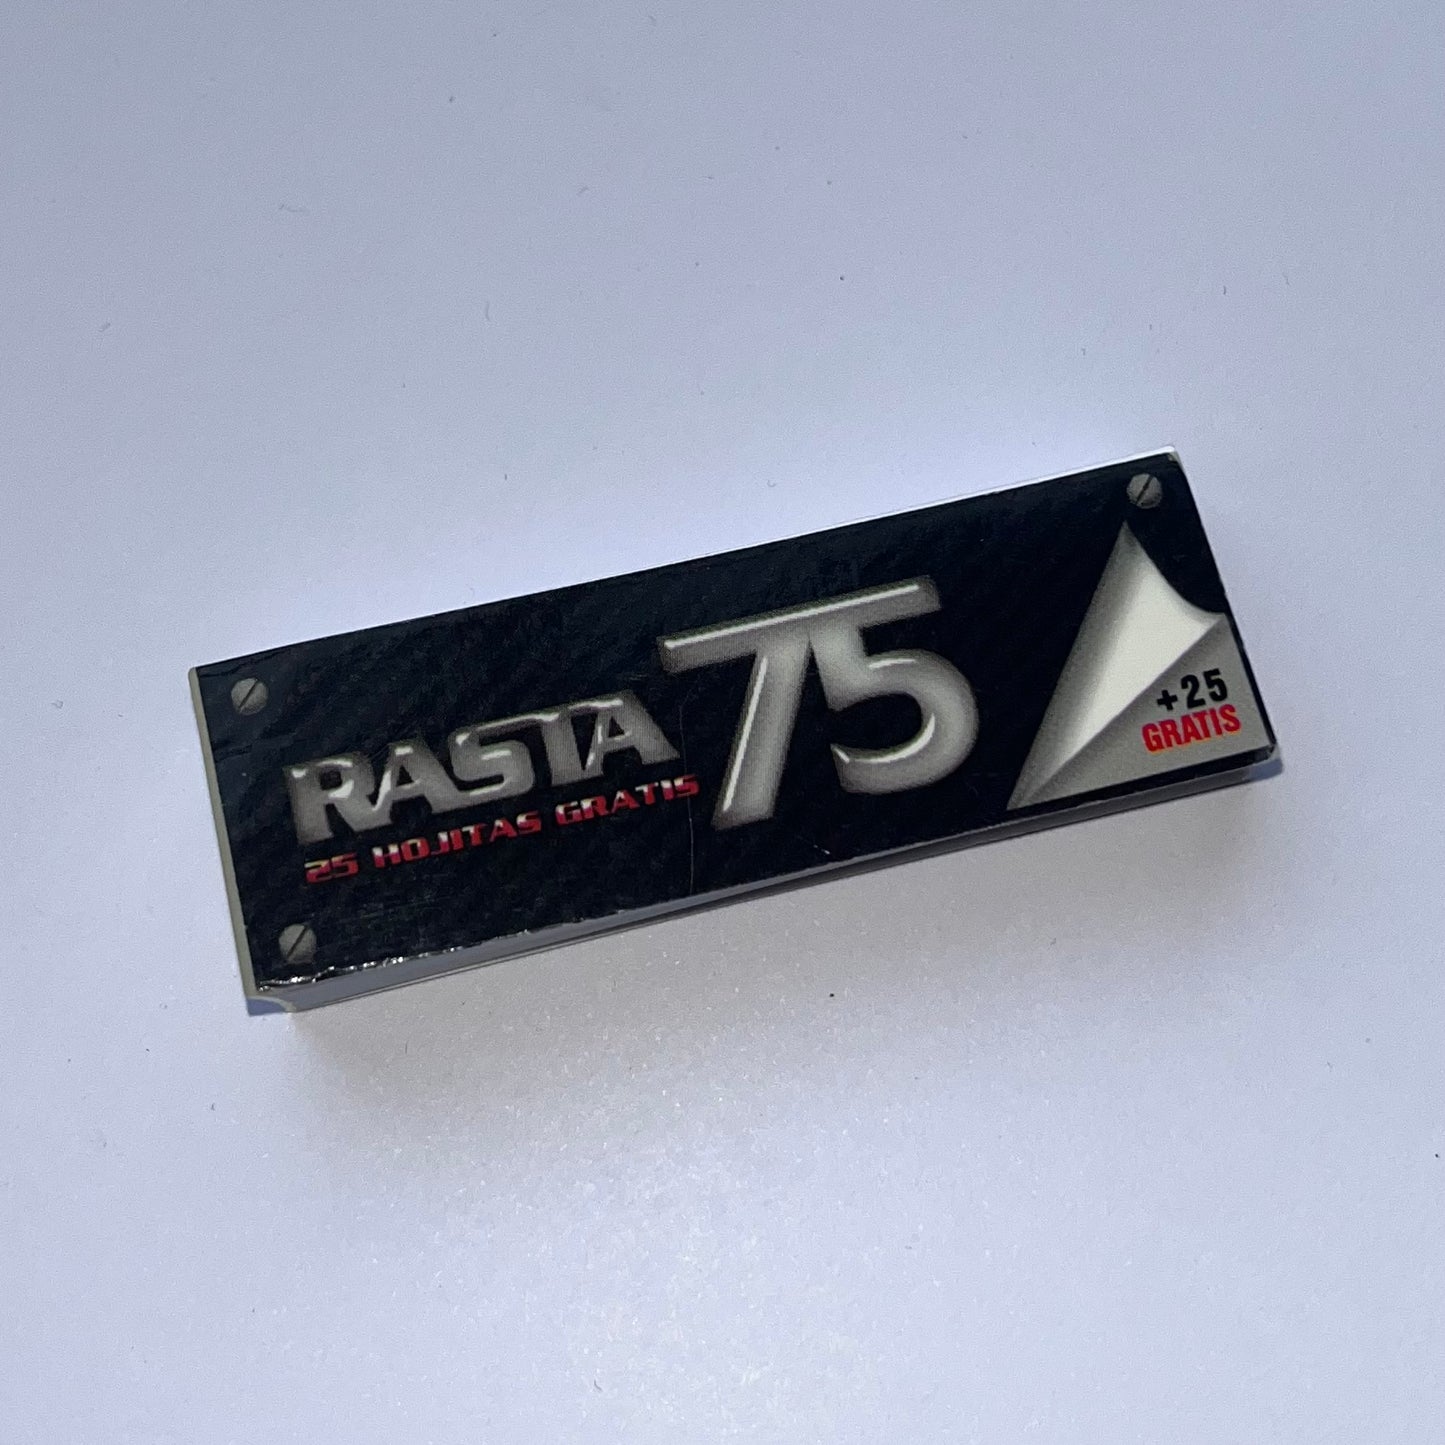 RASTA 75
25 HOJITAS GRATIS
+25
GRATIS